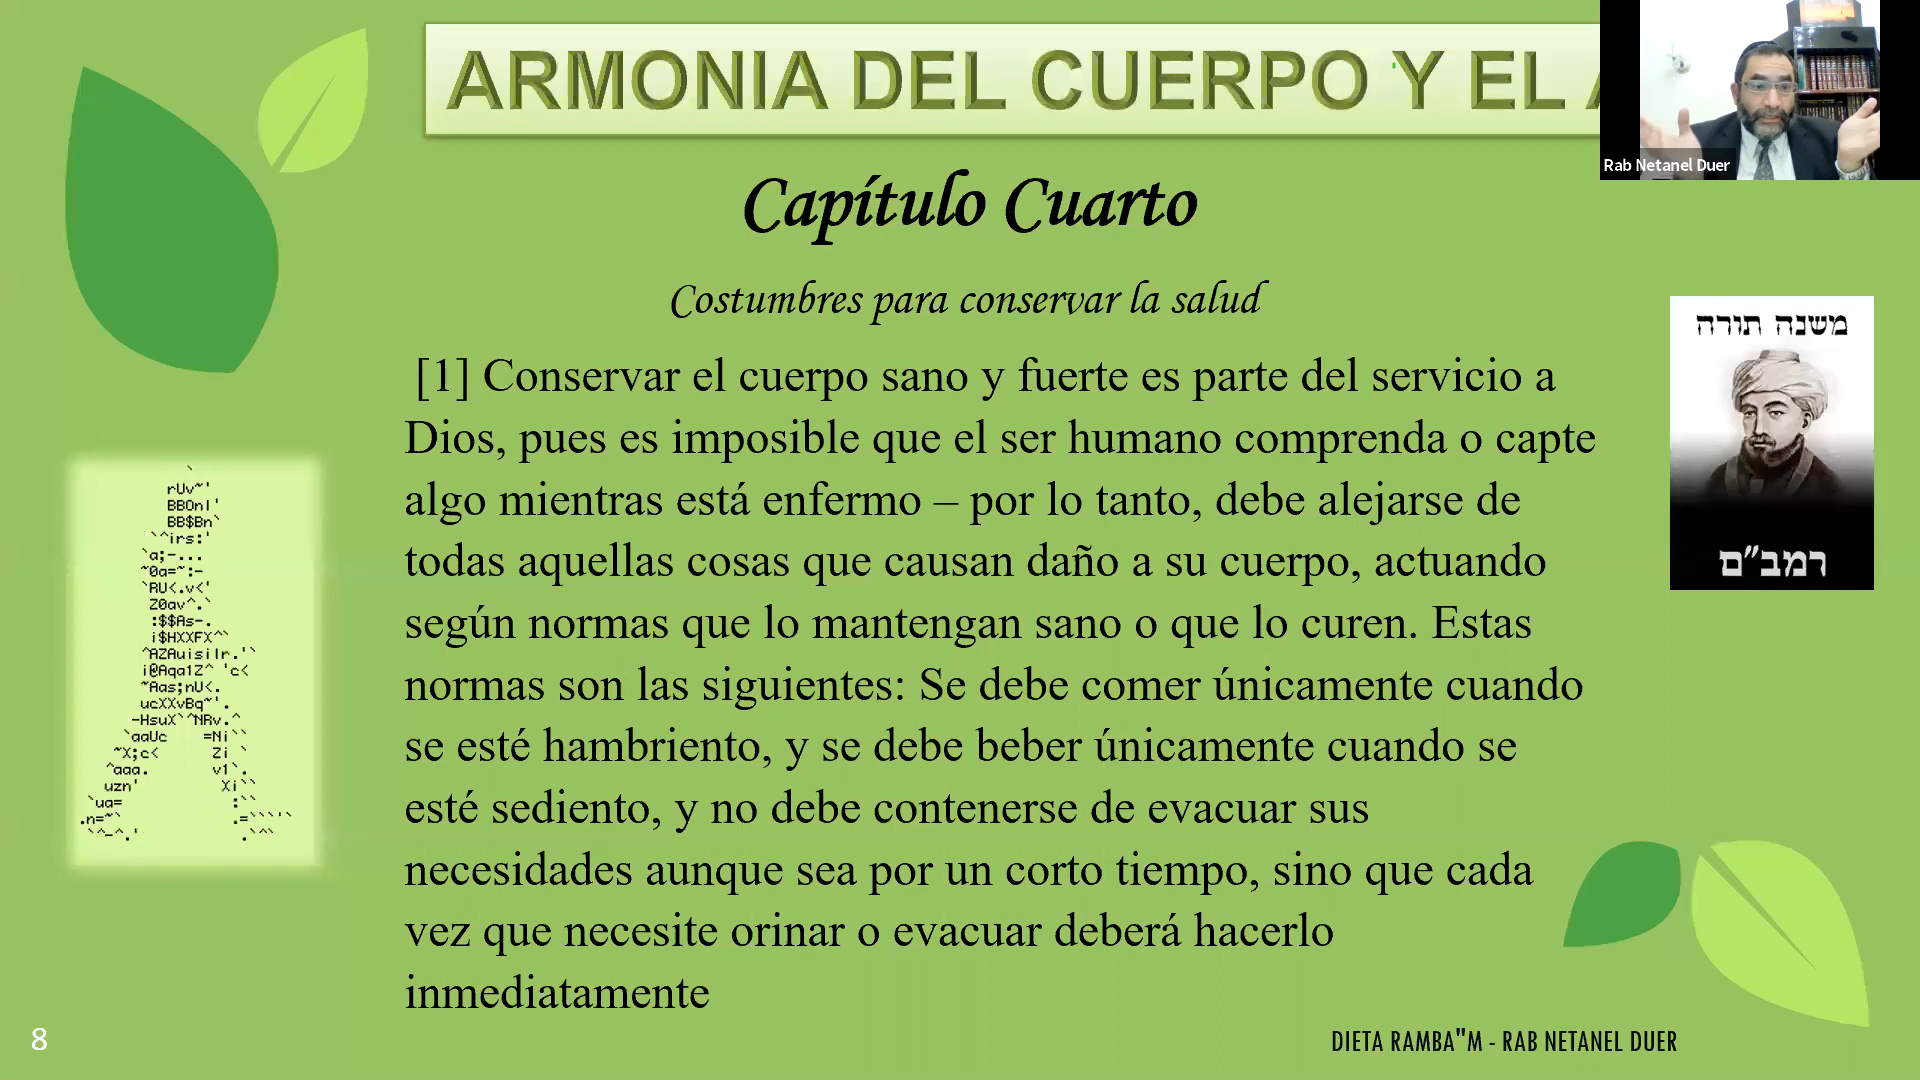 ARMONIA DEL CUERPO Y EL
Rab Netanel Duer
Capítulo Cuarto
Costumbres para conservar la salud
[1] Conservar el cuerpo sano y fuerte es parte del servicio a
Dios, pues es imposible que el ser humano comprenda o capte
algo mientras está enfermo – por lo tanto, debe alejarse de
todas aquellas cosas que causan daño a su cuerpo, actuando
según normas que lo mantengan sano o que lo curen. Estas
normas son las siguientes: Se debe comer únicamente cuando
se esté hambriento, y se debe beber únicamente cuando se
esté sediento, y no debe contenerse de evacuar sus
necesidades aunque sea por un corto tiempo, sino que cada
vez que necesite orinar o evacuar deberá hacerlo
inmediatamente
משנה תורה
רמב"ם
8
DIETA RAMBA"M - RAB NETANEL DUER